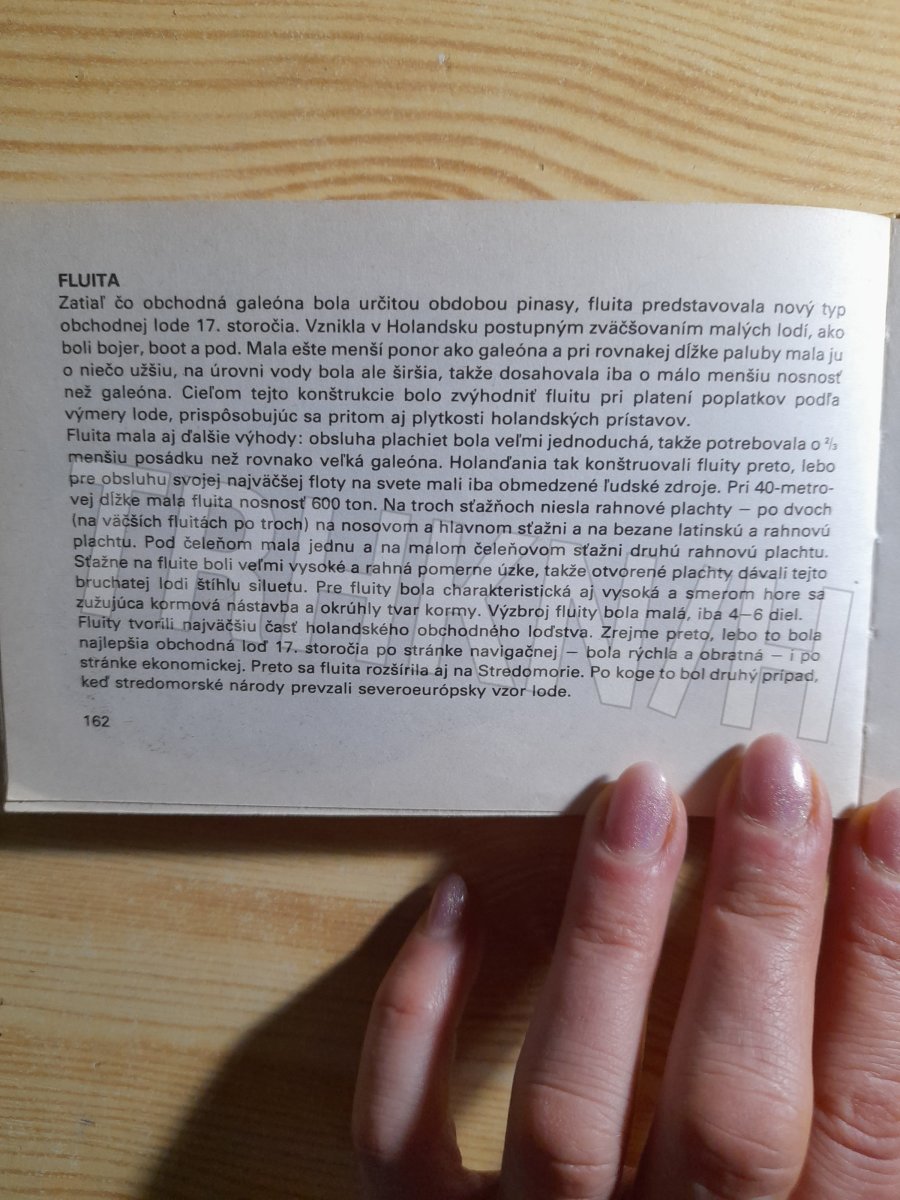 FLUITA
Zatiaľ čo obchodná galeóna bola určitou obdobou pinasy, fluita predstavovala nový typ
obchodnej lode 17. storočia. Vznikla v Holandsku postupným zväčšovaním malých lodí, ako
boli bojer, boot a pod. Mala ešte menší ponor ako galeóna a pri rovnakej dĺžke paluby mala ju
o niečo užšiu, na úrovni vody bola ale širšia, takže dosahovala iba o málo menšiu nosnosť
než galeóna. Cieľom tejto konštrukcie bolo zvýhodniť fluitu pri platení poplatkov podľa
výmery lode, prispôsobujúc sa pritom aj plytkosti holandských prístavov.
Fluita mala aj ďalšie výhody: obsluha plachiet bola veľmi jednoduchá, takže potrebovala o 2/3
menšiu posádku než rovnako veľká galeóna. Holanďania tak konštruovali fluity preto, lebo
pre obsluhu svojej najväčšej floty na svete mali iba obmedzené ľudské zdroje. Pri 40-metro-
vej dĺžke mala fluita nosnosť 600 ton. Na troch sťažňoch niesla rahnové plachty – po dvoch
(na väčších fluitách po troch) na nosovom a hlavnom sťažni a na bezane latinskú a rahnovú
plachtu. Pod čeleňom mala jednu a na malom čeleňovom sťažni druhú rahnovú plachtu.
Sťažne na fluite boli veľmi vysoké a rahná pomerne úzke, takže otvorené plachty dávali tejto
bruchatej lodi štíhlu siluetu. Pre fluity bola charakteristická aj vysoká a smerom hore sa
zužujúca kormová nástavba a okrúhly tvar kormy. Výzbroj fluity bola malá, iba 4–6 diel.
Fluity tvorili najväčšiu časť holandského obchodného loďstva. Zrejme preto, lebo to bola
najlepšia obchodná loď 17. storočia po stránke navigačnej – bola rýchla a obratná – i po
stránke ekonomickej. Preto sa fluita rozšírila aj na Stredomorie. Po koge to bol druhý prípad,
keď stredomorské národy prevzali severoeurópsky vzor lode.
162